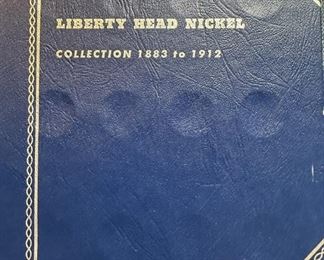 LIBERTY HEAD NICKEL
COLLECTION 1883 to 1912